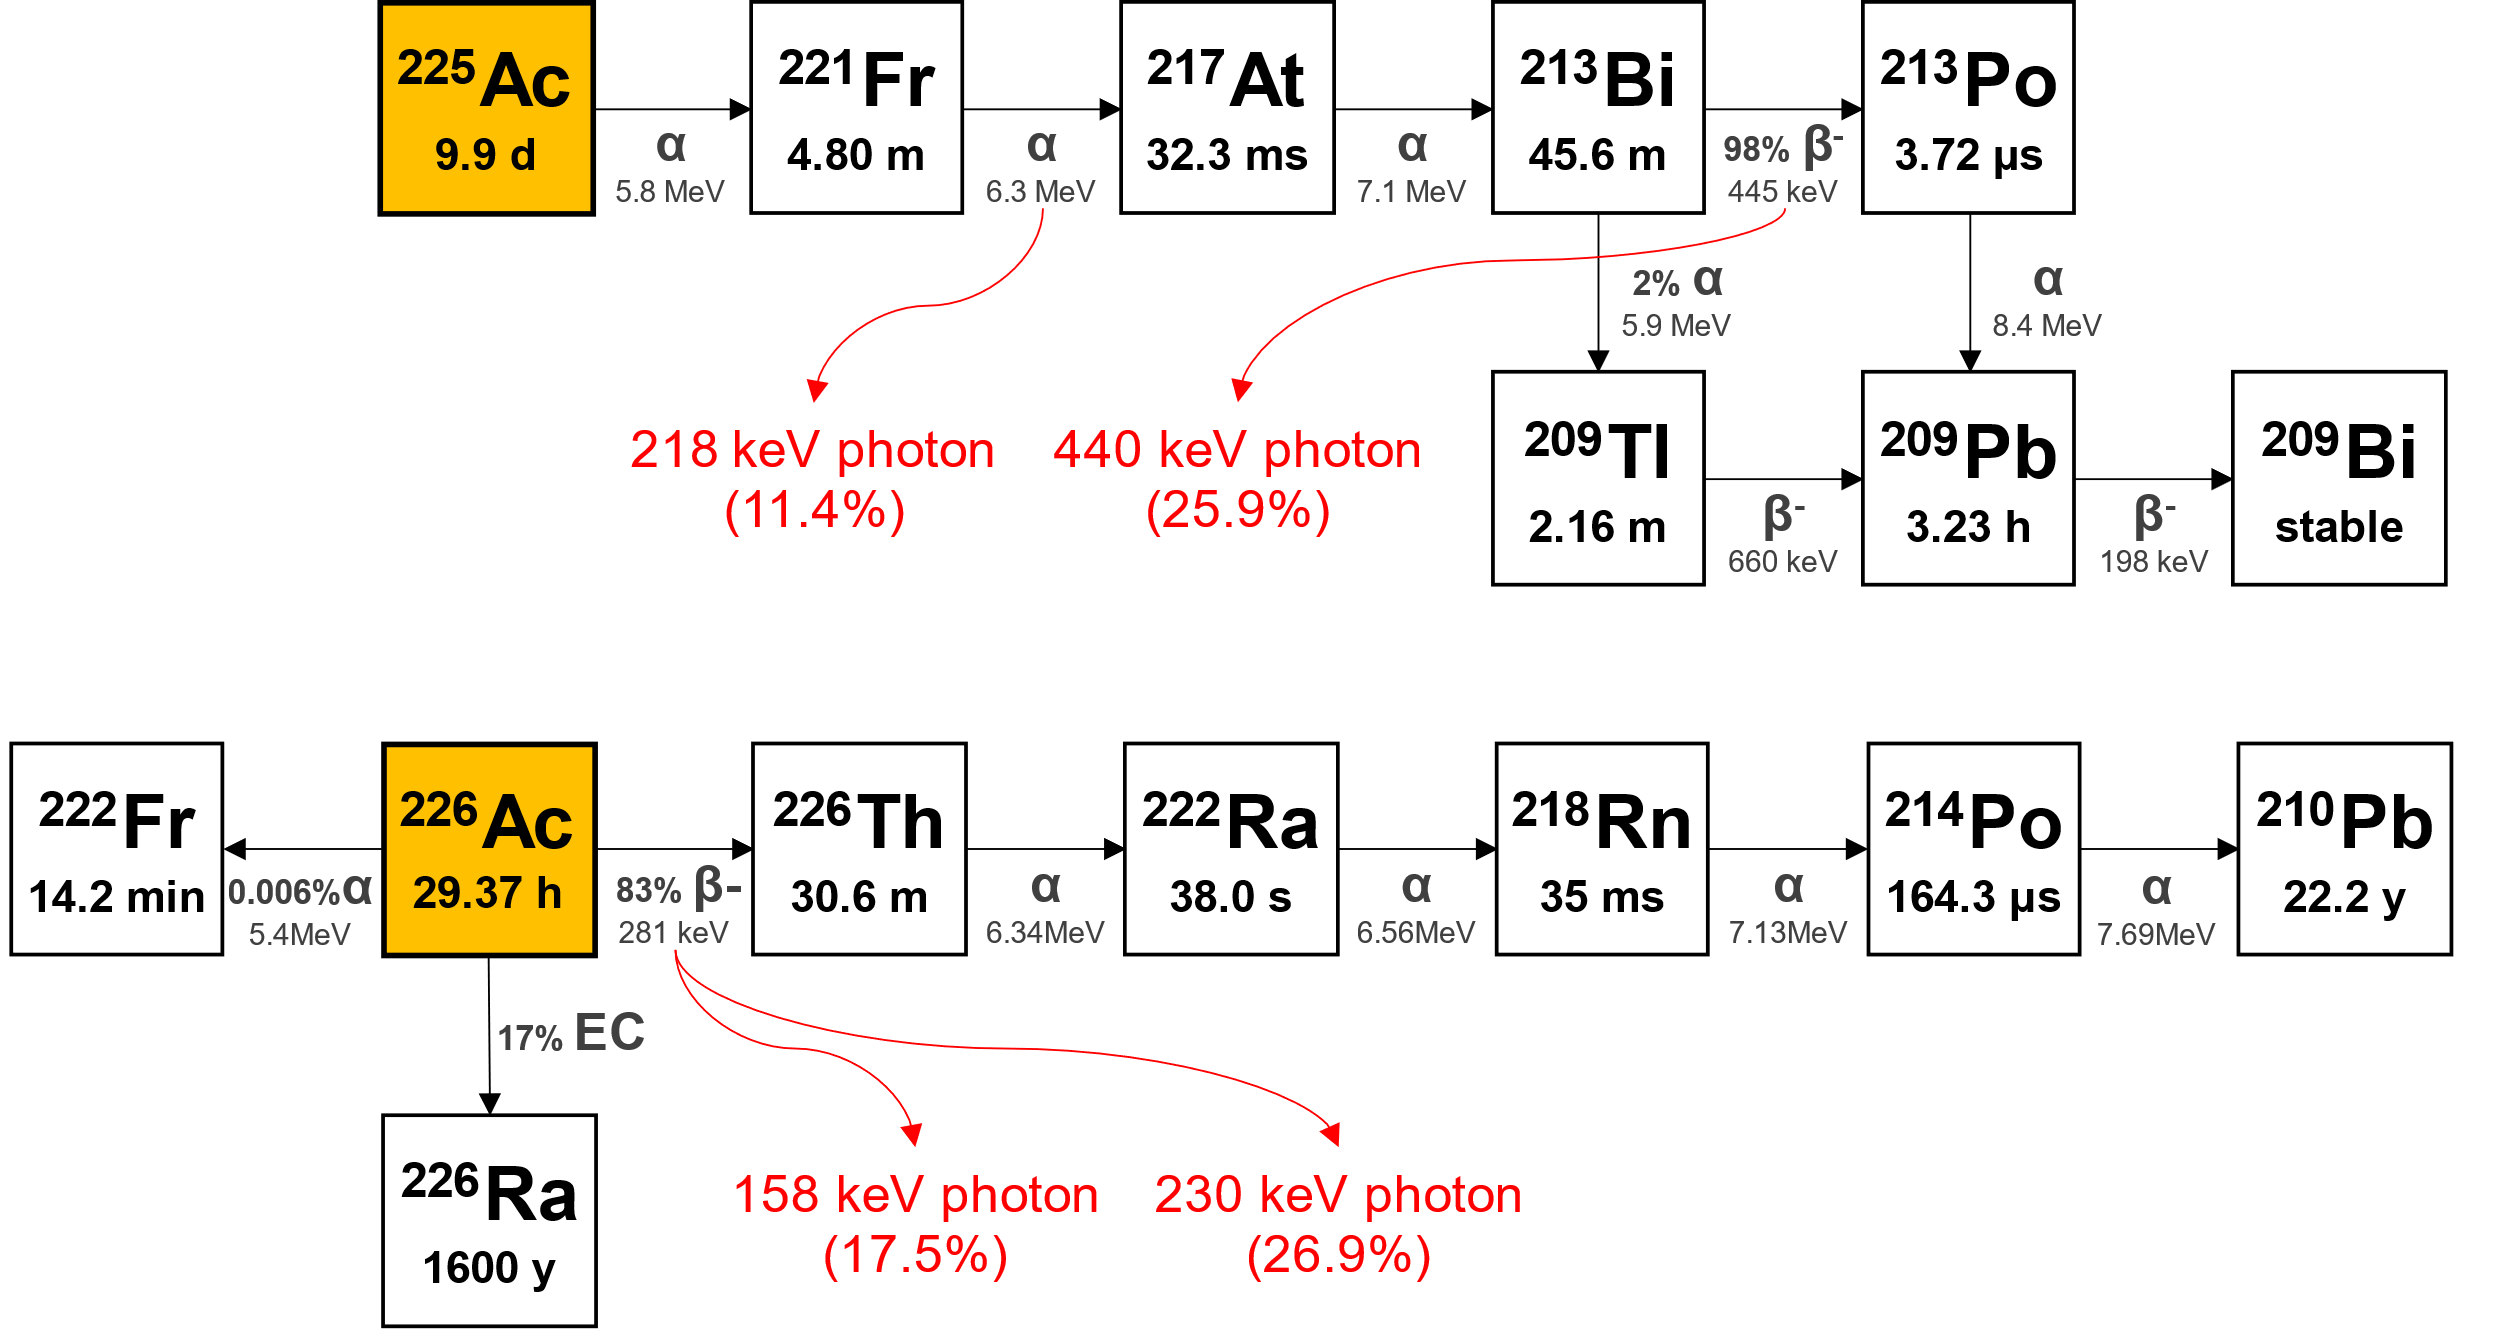 225Ac
9.9 d
α
5.8 MeV
221Fr
4.80 m
α
6.3 MeV
217At
32.3 ms
α
7.1 MeV
213Bi
45.6 m
98% β-
445 keV
213Po
3.72 µs
2% α
5.9 MeV
α
8.4 MeV
218 keV photon
(11.4%)
440 keV photon
(25.9%)
209Tl
2.16 m
β-
660 keV
209Pb
3.23 h
β-
198 keV
209Bi
stable
222Fr
14.2 min
0.006%α
5.4MeV
226Ac
29.37 h
83% β-
281 keV
226Th
30.6 m
α
6.34MeV
222Ra
38.0 s
α
6.56MeV
218Rn
35 ms
α
7.13MeV
214Po
164.3 µs
α
7.69MeV
210Pb
22.2 y
17% EC
226Ra
1600 y
158 keV photon
(17.5%)
230 keV photon
(26.9%)